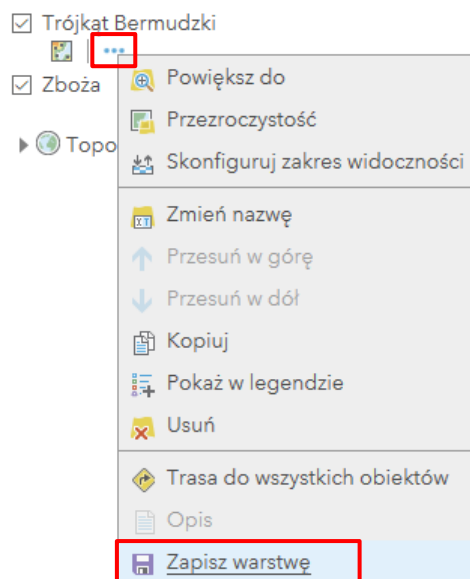 Trójkąt Bermudzki
Zboża
Topo
Powiększ do
Przezroczystość
Skonfiguruj zakres widoczności
Zmień nazwę
Przesuń w górę
Przesuń w dół
Kopiuj
Pokaż w legendzie
Usuń
Trasa do wszystkich obiektów
Opis
Zapisz warstwę